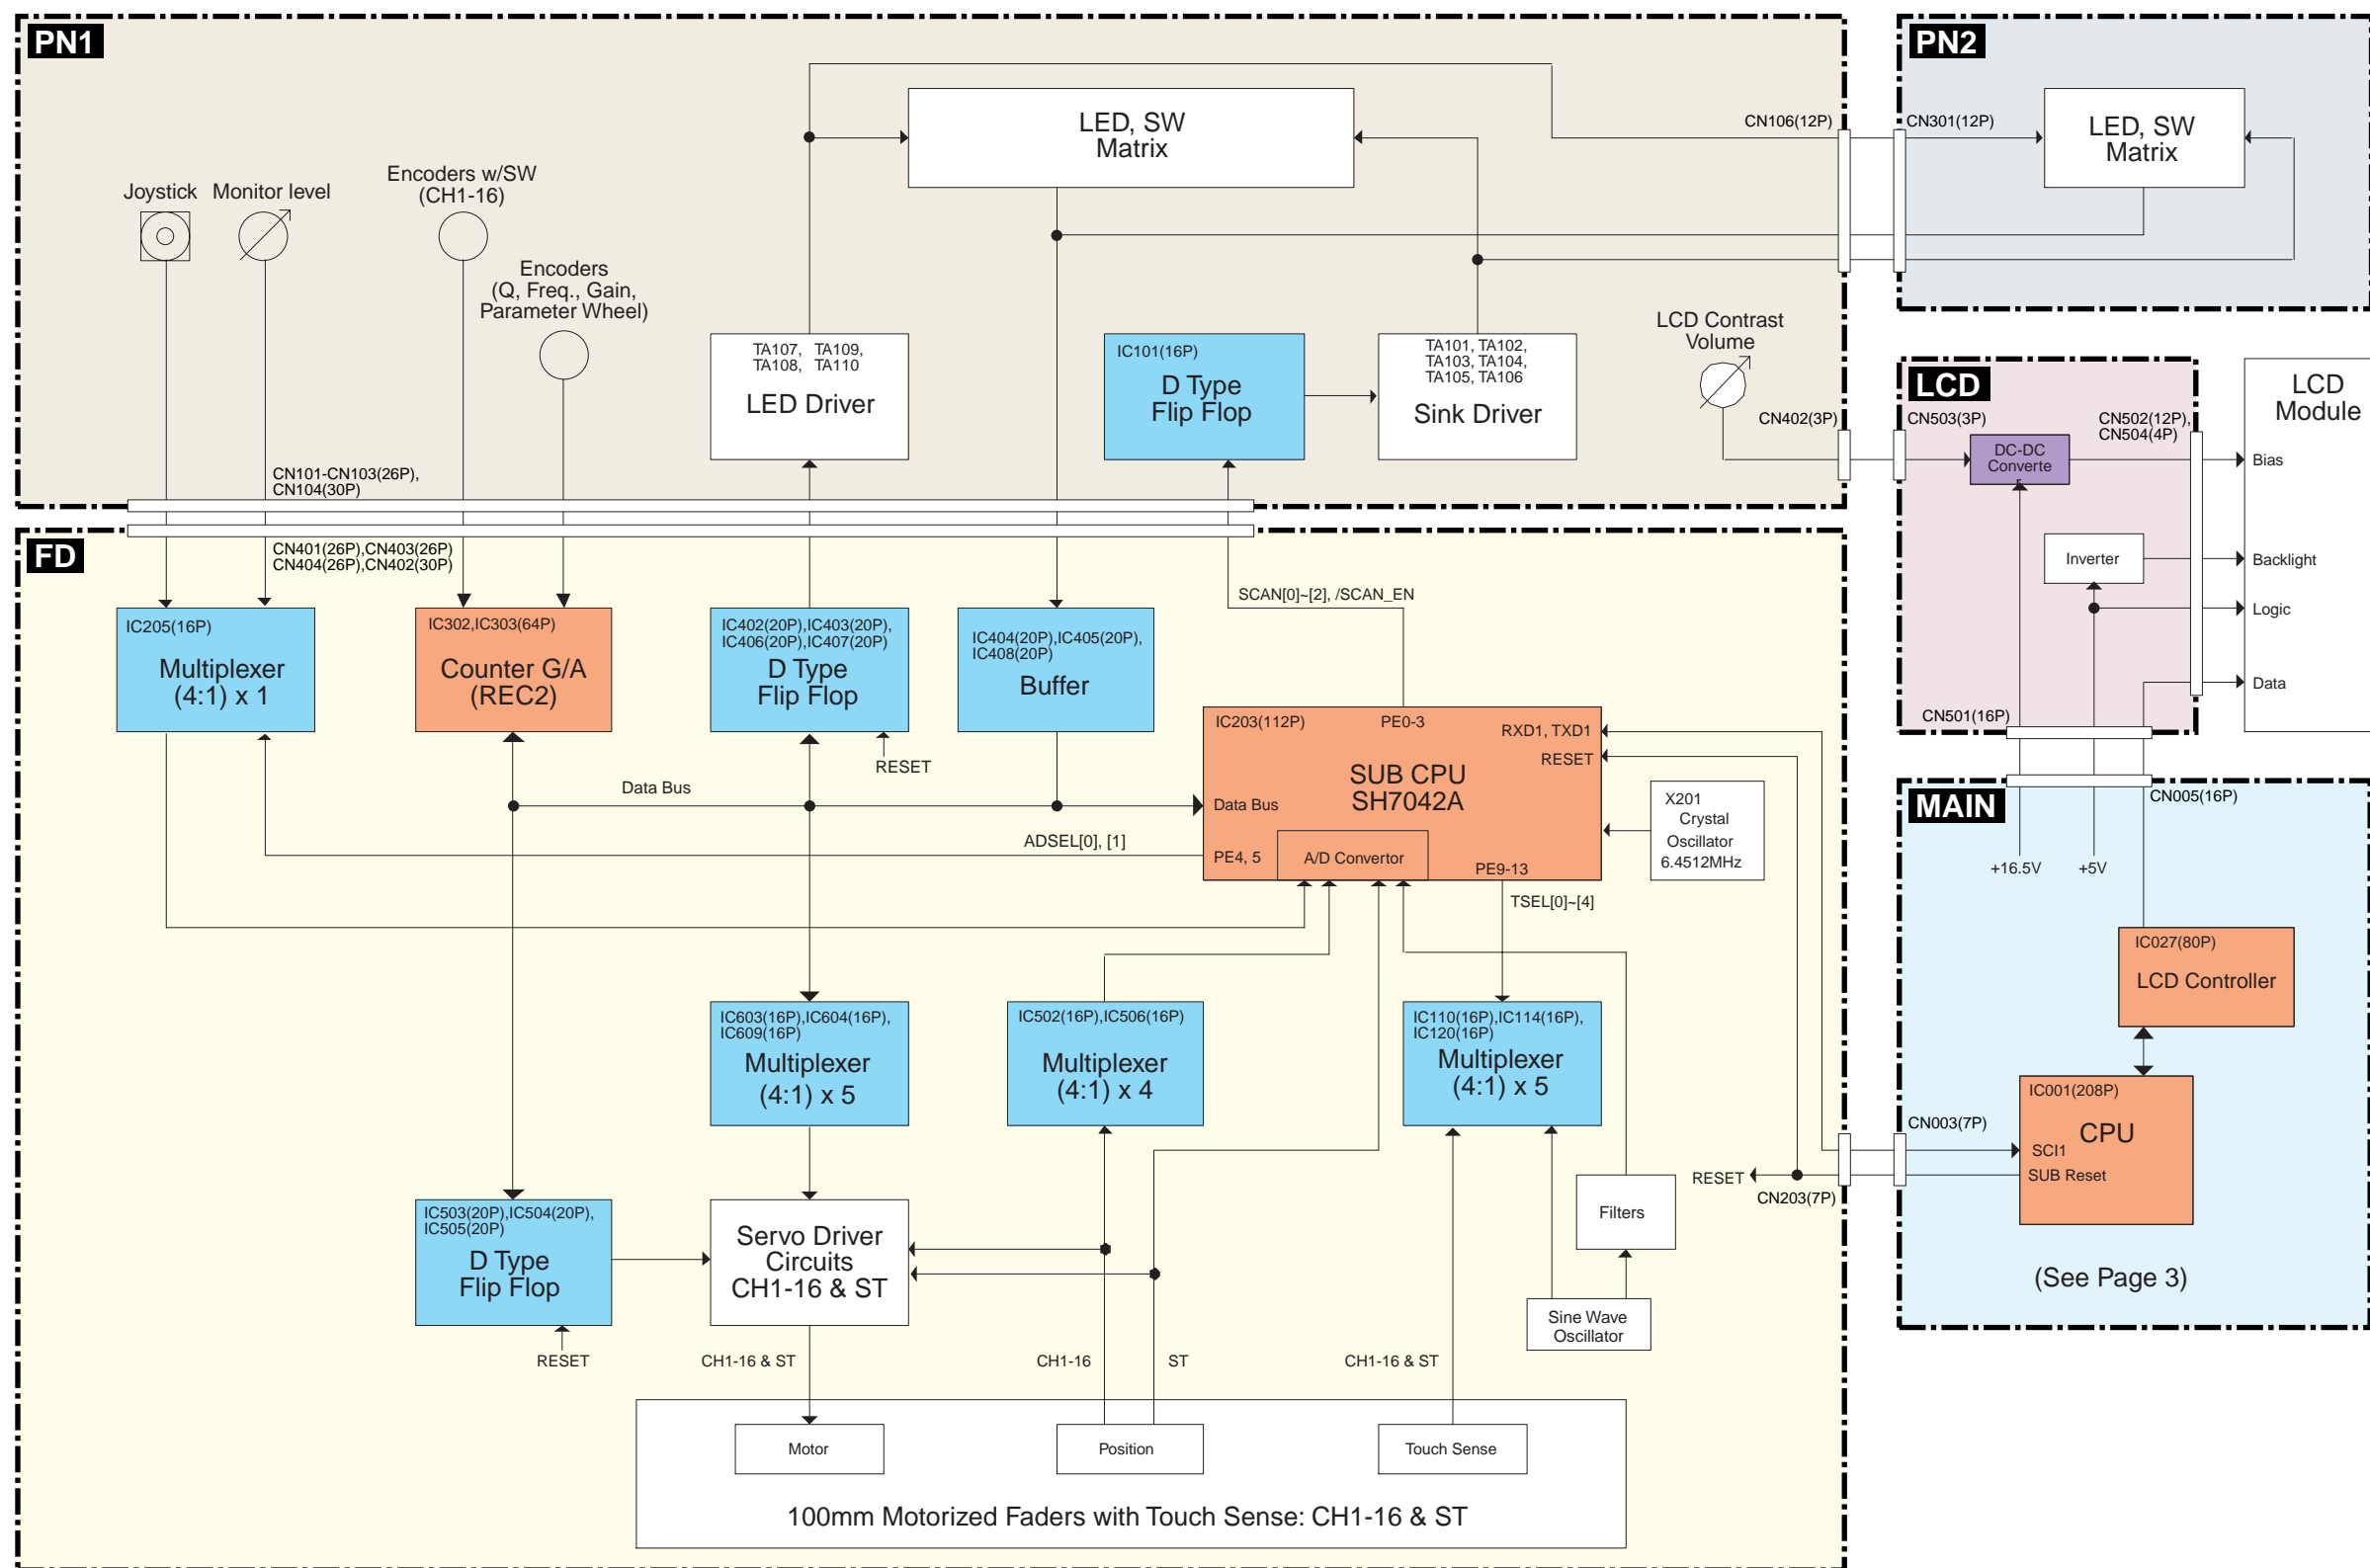 PN1
LED, SW
Matrix
Joystick
Monitor level
Encoders w/SW
(CH1-16)
Encoders
(Q, Freq., Gain,
Parameter Wheel)
TA107, TA109,
TA108, TA110
LED Driver
IC101(16P)
D Type
Flip Flop
TA101, TA102,
TA103, TA104,
TA105, TA106
Sink Driver
LCD Contrast
Volume
CN106(12P)
CN402(3P)
CN101-CN103(26P),
CN104(30P)
PN2
CN301(12P)
LED, SW
Matrix
LCD
CN503(3P)
CN502(12P),
CN504(4P)
DC-DC
Converte
r
Inverter
CN501(16P)
LCD
Module
Bias
Backlight
Logic
Data
FD
CN401(26P),CN403(26P)
CN404(26P),CN402(30P)
IC205(16P)
Multiplexer
(4:1) x 1
IC302,IC303(64P)
Counter G/A
(REC2)
IC402(20P),IC403(20P),
IC406(20P),IC407(20P)
D Type
Flip Flop
RESET
IC404(20P),IC405(20P),
IC408(20P)
Buffer
SCAN[0]~[2], /SCAN_EN
IC203(112P)
PE0-3
RXD1, TXD1
RESET
SUB CPU
SH7042A
Data Bus
Data Bus
ADSEL[0], [1]
PE4, 5
A/D Convertor
PE9-13
TSEL[0]~[4]
X201
Crystal
Oscillator
6.4512MHz
IC603(16P),IC604(16P),
IC609(16P)
Multiplexer
(4:1) x 5
IC502(16P),IC506(16P)
Multiplexer
(4:1) x 4
IC110(16P),IC114(16P),
IC120(16P)
Multiplexer
(4:1) x 5
IC503(20P),IC504(20P),
IC505(20P)
D Type
Flip Flop
RESET
Servo Driver
Circuits
CH1-16 & ST
Filters
Sine Wave
Oscillator
RESET
CN203(7P)
CH1-16 & ST
CH1-16
ST
CH1-16 & ST
Motor
Position
Touch Sense
100mm Motorized Faders with Touch Sense: CH1-16 & ST
MAIN
CN005(16P)
+16.5V
+5V
IC027(80P)
LCD Controller
IC001(208P)
CPU
CN003(7P)
SCI1
SUB Reset
(See Page 3)